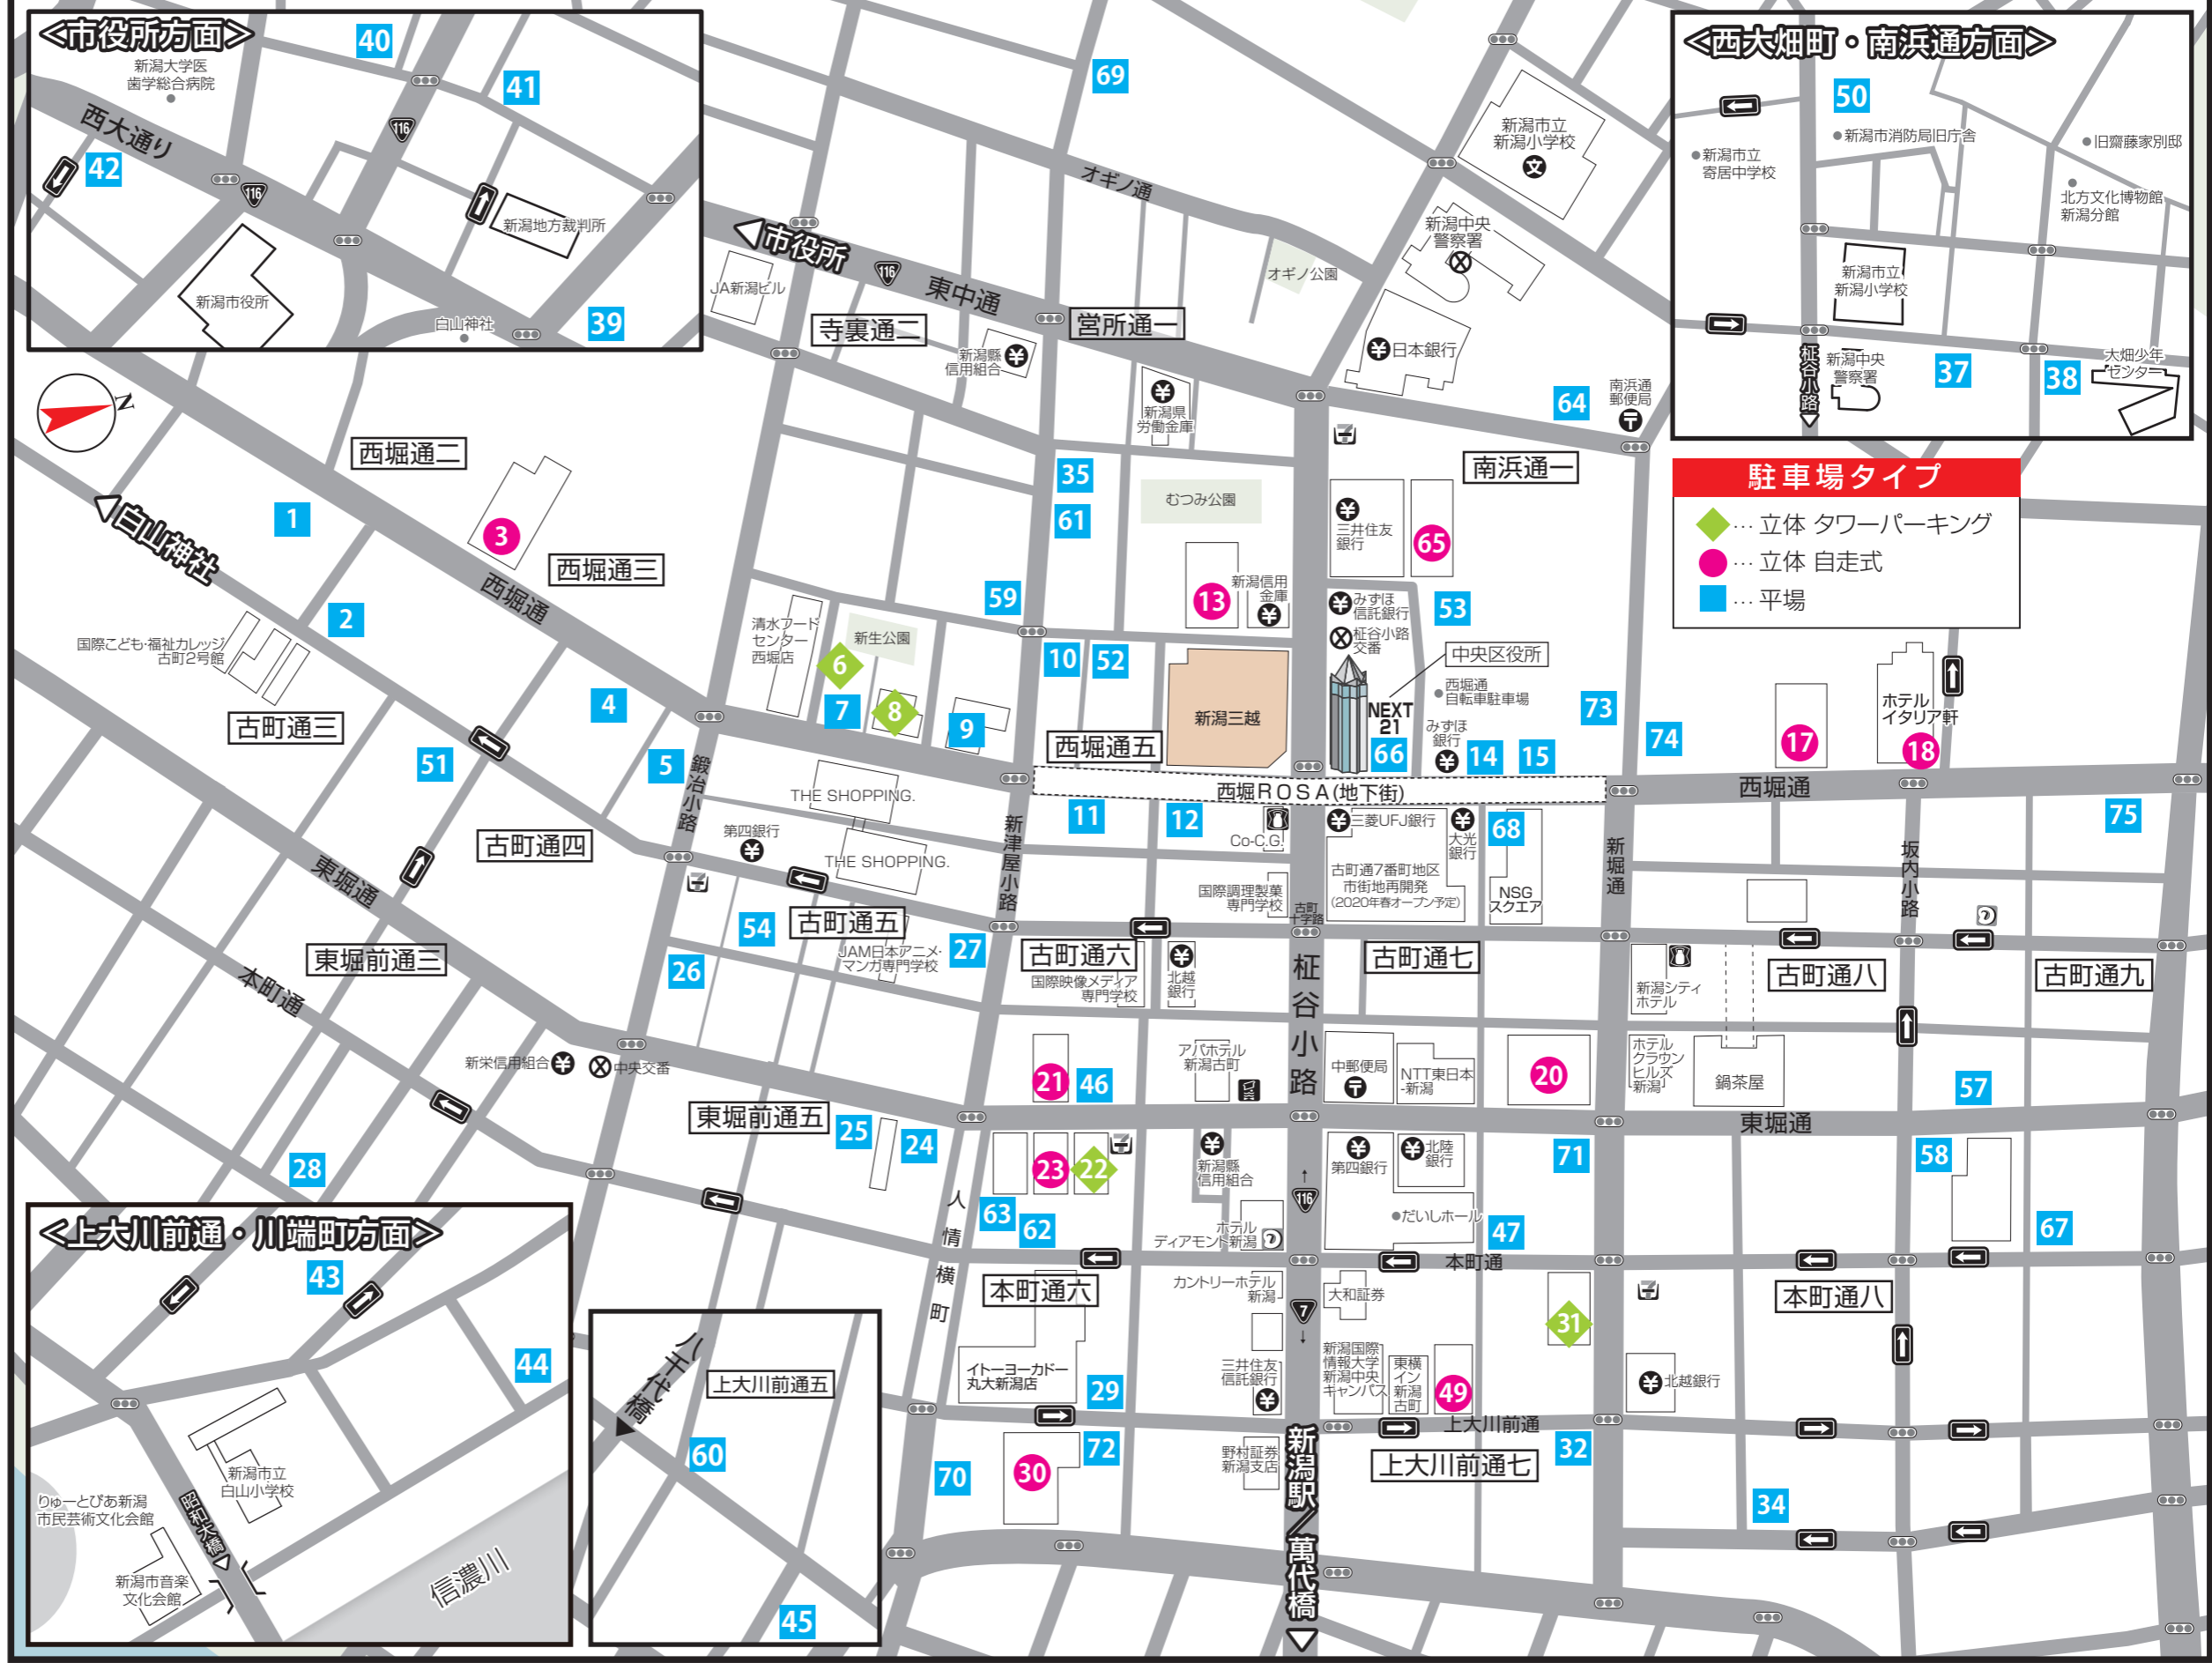 <市役所方面>
40
新潟大学医
歯学総合病院
41
西大通り
116
42
116
新潟地方裁判所
新潟市役所
白山神社
39
69
新潟市立
新潟小学校
文
オギノ通
市役所
116
JA新潟ビル
東中通
オギノ公園
新潟中央
警察署
寺裏通二
営所通一
新潟縣
信用組合
日本銀行
新潟県
労働金庫
64
南浜通
郵便局
<西大畑町・南浜通方面>
50
新潟市消防局旧庁舎
旧齋藤家別邸
新潟市立
寄居中学校
北方文化博物館
新潟分館
新潟市立
新潟小学校
柾谷小路
新潟中央
警察署
37
38
大畑少年
センター
駐車場タイプ
… 立体 タワーパーキング
… 立体 自走式
… 平場
N
西堀通二
1
白山神社
3
西堀通三
西堀通
2
国際こども・福祉カレッジ
古町2号館
古町通三
4
51
5
鍛冶小路
35
61
むつみ公園
南浜通一
三井住友
銀行
65
59
13
新潟信用
金庫
みずほ
信託銀行
柾谷小路
交番
53
清水フード
センター
西堀店
新生公園
6
7
8
9
10
52
新潟三越
中央区役所
西堀通
自転車駐車場
NEXT
21
66
みずほ
銀行
14
15
73
74
17
ホテル
イタリア軒
18
西堀通五
西堀ROSA(地下街)
西堀通
THE SHOPPING.
THE SHOPPING.
第四銀行
新津屋小路
11
12
Co-C.G.
三菱UFJ銀行
大光
銀行
68
新堀通
坂内小路
75
古町通四
東堀通
国際調理製菓
専門学校
古町
十字路
古町通7番町地区
市街地再開発
(2020年春オープン予定)
NSG
スクエア
54
古町通五
26
JAM日本アニメ・
マンガ専門学校
27
古町通六
国際映像メディア
専門学校
北越
銀行
柾谷小路
古町通七
新潟シティ
ホテル
古町通八
古町通九
東堀前通三
本町通
新栄信用組合
中央交番
21
46
アパホテル
新潟古町
中郵便局
NTT東日本
-新潟
20
ホテル
クラウン
ヒルズ
新潟
鍋茶屋
57
東堀前通五
25
24
東堀通
28
23
22
新潟縣
信用組合
第四銀行
北陸
銀行
71
58
63
62
人情横町
ホテル
ディアモント新潟
116
だいしホール
47
67
本町通
本町通六
カントリーホテル
新潟
7
大和証券
31
本町通八
イトーヨーカドー
丸大新潟店
29
三井住友
信託銀行
新潟国際
情報大学
新潟中央
キャンパス
東横
イン
新潟
古町
49
北越銀行
上大川前通
70
30
72
野村証券
新潟支店
上大川前通七
32
34
新潟駅/萬代橋
<上大川前通・川端町方面>
43
44
新潟市立
白山小学校
りゅーとぴあ新潟
市民芸術文化会館
昭和大橋
新潟市音楽
文化会館
信濃川
八千代橋
上大川前通五
60
45